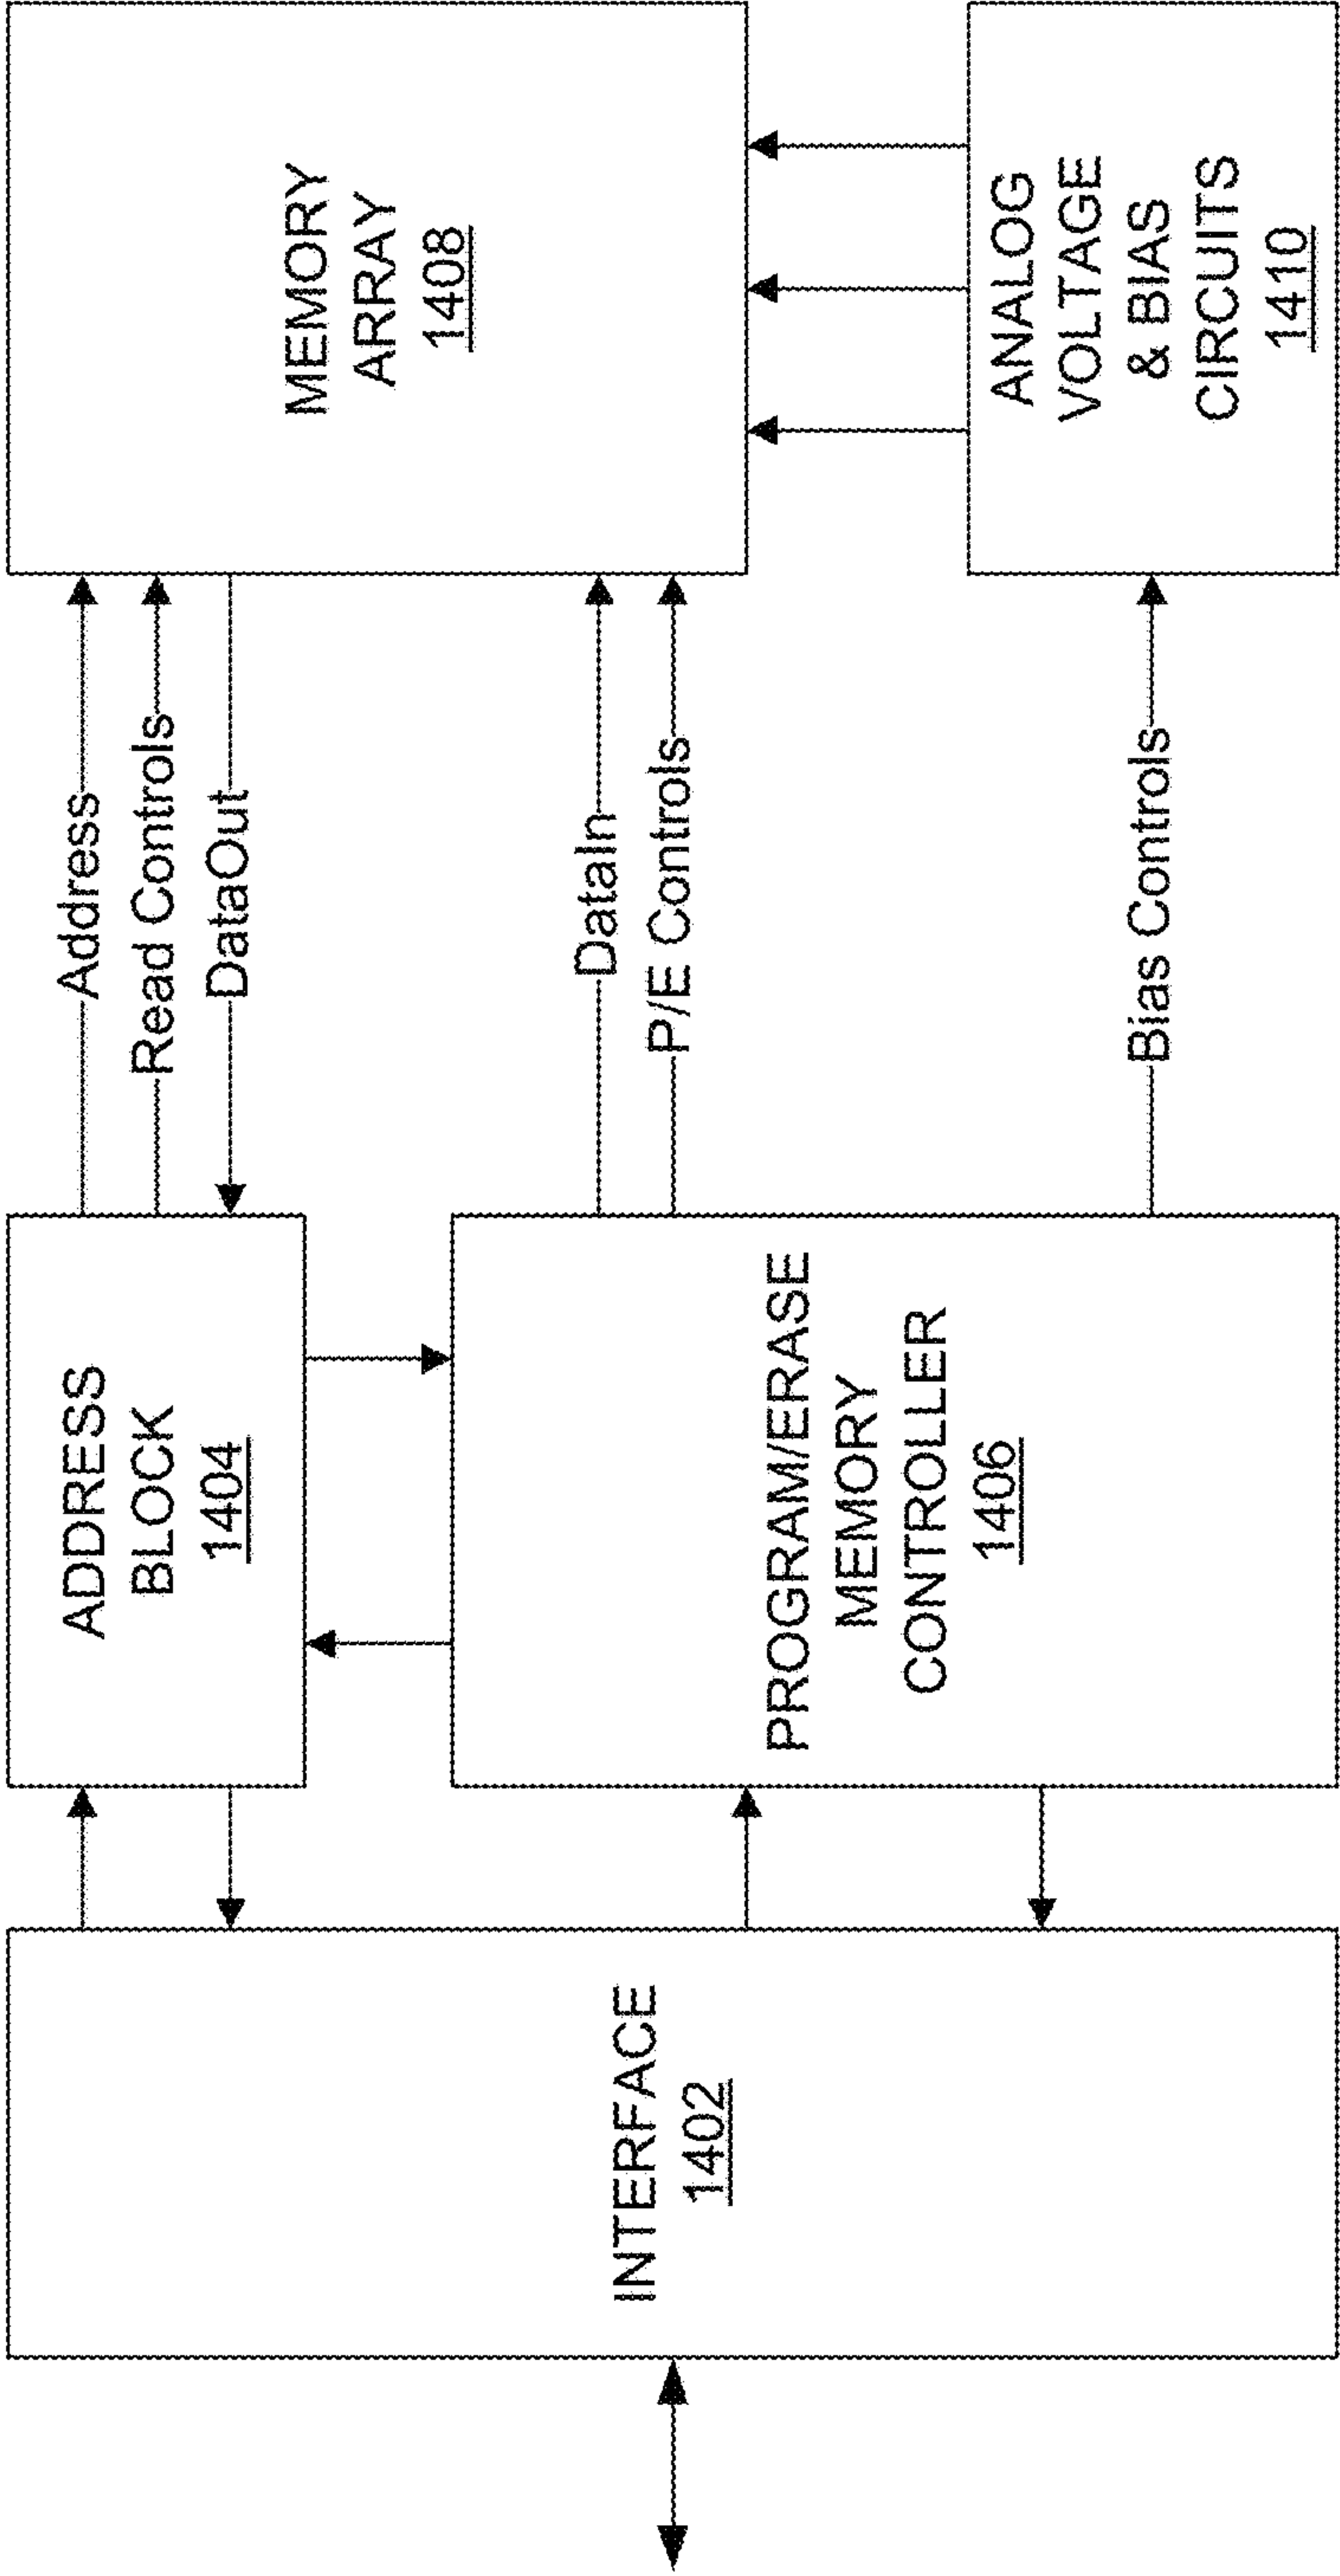 INTERFACE
1402
ADDRESS
BLOCK
1404
PROGRAM/ERASE
MEMORY
CONTROLLER
1406
Address
Read Controls
DataOut
DataIn
P/E Controls
Bias Controls
MEMORY
ARRAY
1408
ANALOG
VOLTAGE
& BIAS
CIRCUITS
1410